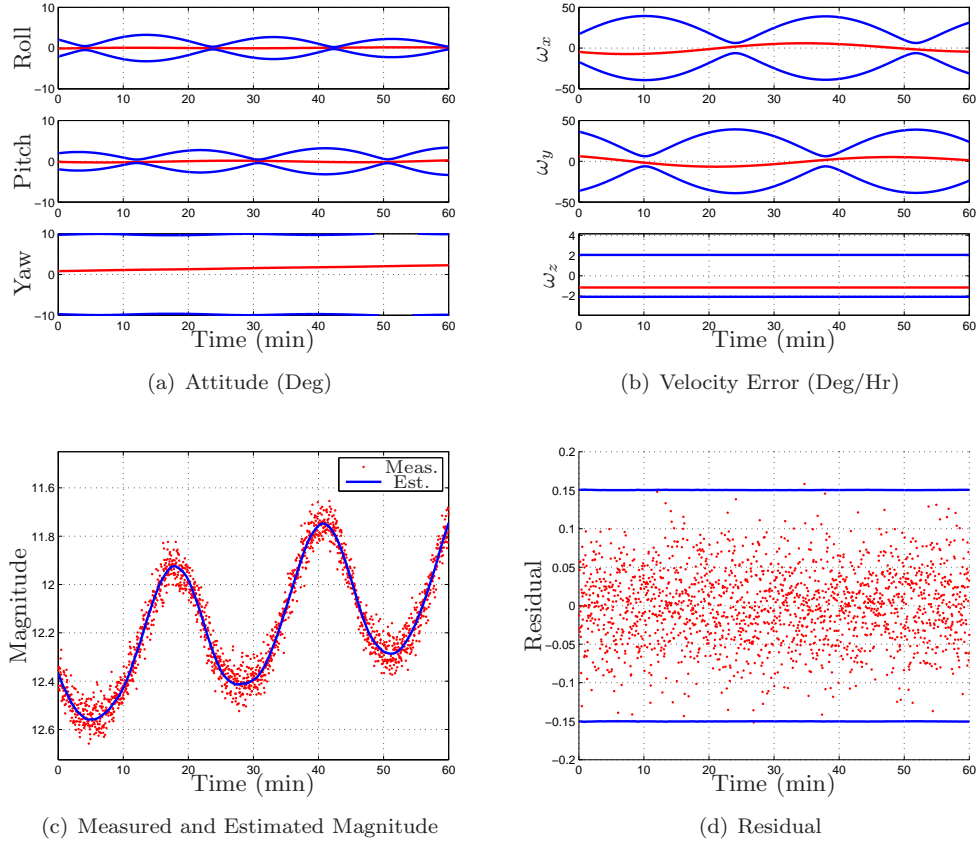 Roll
10
0
−10
0 10 20 30 40 50 60
Pitch
10
0
−10
0 10 20 30 40 50 60
Yaw
10
0
−10
0 10 20 30 40 50 60
Time (min)
(a) Attitude (Deg)
ωx
50
0
−50
0 10 20 30 40 50 60
ωy
50
0
−50
0 10 20 30 40 50 60
ωz
4
2
0
−2
0 10 20 30 40 50 60
Time (min)
(b) Velocity Error (Deg/Hr)
Magnitude
11.6
11.8
12
12.2
12.4
12.6
Meas.
Est.
0 10 20 30 40 50 60
Time (min)
(c) Measured and Estimated Magnitude
Residual
0.2
0.15
0.1
0.05
0
−0.05
−0.1
−0.15
−0.2
0 10 20 30 40 50 60
Time (min)
(d) Residual